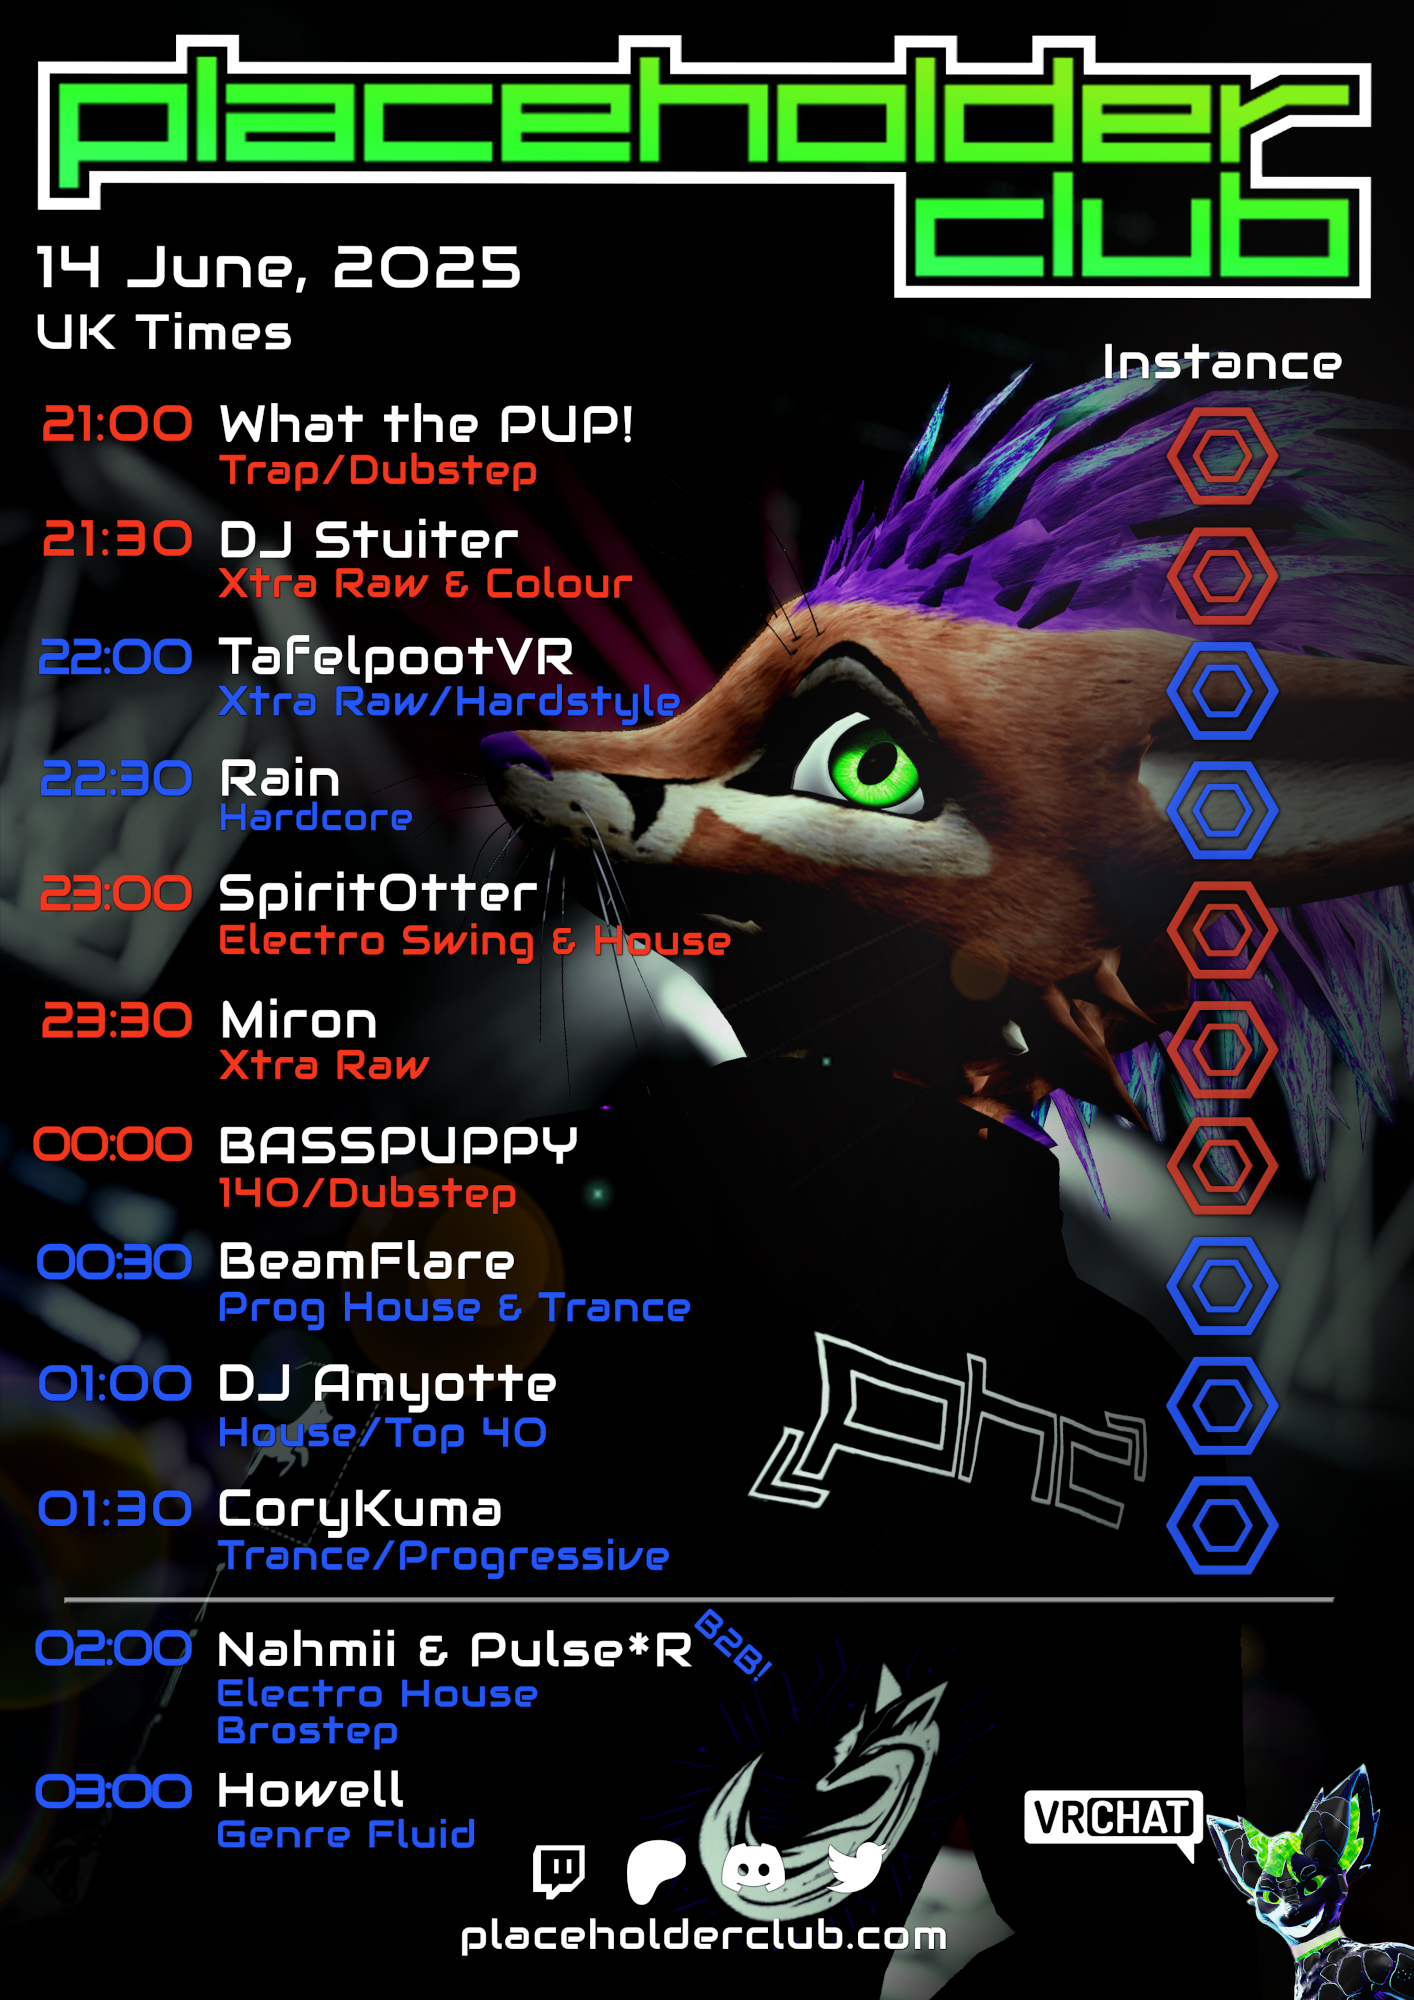 placeholder
club
14 June, 2025
UK Times
Instance
21:00 What the PUP!
Trap/Dubstep
21:30 DJ Stuiter
Xtra Raw & Colour
22:00 TafelpootVR
Xtra Raw/Hardstyle
22:30 Rain
Hardcore
23:00 SpiritOtter
Electro Swing & House
23:30 Miron
Xtra Raw
00:00 BASSPUPPY
140/Dubstep
00:30 BeamFlare
Prog House & Trance
01:00 DJ Amyotte
House/Top 40
phc
01:30 CoryKuma
Trance/Progressive
02:00 Nahmii & Pulse*R B2B!
Electro House
Brostep
03:00 Howell
Genre Fluid
VRCHAT
placeholderclub.com